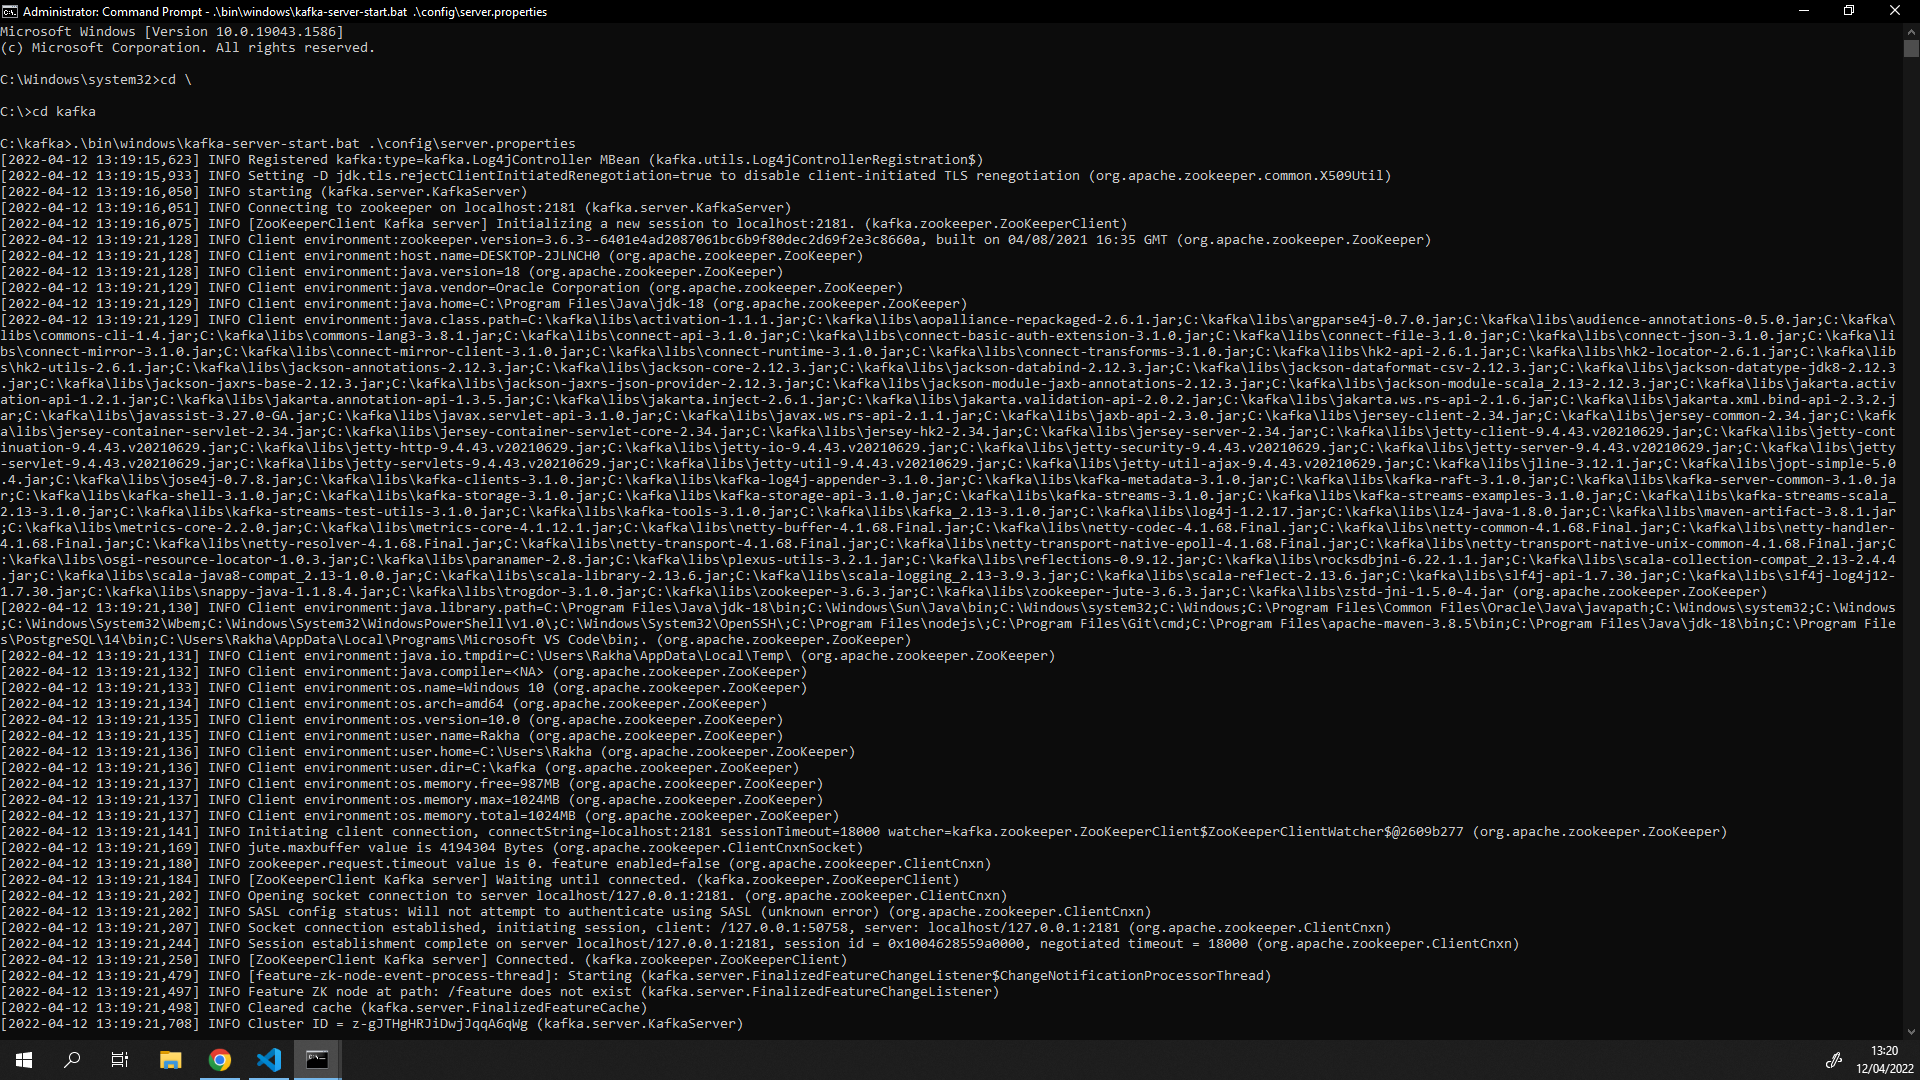 Administrator: Command Prompt - .\bin\windows\kafka-server-start.bat .\config\server.properties
Microsoft Windows [Version 10.0.19043.1586]
(c) Microsoft Corporation. All rights reserved.
C:\Windows\system32>cd \
C:\>cd kafka
C:\kafka>.\bin\windows\kafka-server-start.bat .\config\server.properties
[2022-04-12 13:19:15,623] INFO Registered kafka:type=kafka.Log4jController MBean (kafka.utils.Log4jControllerRegistration$)
[2022-04-12 13:19:15,933] INFO Setting -D jdk.tls.rejectClientInitiatedRenegotiation=true to disable client-initiated TLS renegotiation (org.apache.zookeeper.common.X509Util)
[2022-04-12 13:19:16,050] INFO starting (kafka.server.KafkaServer)
[2022-04-12 13:19:16,051] INFO Connecting to zookeeper on localhost:2181 (kafka.server.KafkaServer)
[2022-04-12 13:19:16,075] INFO [ZooKeeperClient Kafka server] Initializing a new session to localhost:2181. (kafka.zookeeper.ZooKeeperClient)
[2022-04-12 13:19:21,128] INFO Client environment:zookeeper.version=3.6.3--6401e4ad2087061bc6b9f80dec2d69f2e3c8660a, built on 04/08/2021 16:35 GMT (org.apache.zookeeper.ZooKeeper)
[2022-04-12 13:19:21,128] INFO Client environment:host.name=DESKTOP-2JLNCH0 (org.apache.zookeeper.ZooKeeper)
[2022-04-12 13:19:21,128] INFO Client environment:java.version=18 (org.apache.zookeeper.ZooKeeper)
[2022-04-12 13:19:21,129] INFO Client environment:java.vendor=Oracle Corporation (org.apache.zookeeper.ZooKeeper)
[2022-04-12 13:19:21,129] INFO Client environment:java.home=C:\Program Files\Java\jdk-18 (org.apache.zookeeper.ZooKeeper)
[2022-04-12 13:19:21,129] INFO Client environment:java.class.path=C:\kafka\libs\activation-1.1.1.jar;C:\kafka\libs\aopalliance-repackaged-2.6.1.jar;C:\kafka\libs\argparse4j-0.7.0.jar;C:\kafka\libs\audience-annotations-0.5.0.jar;C:\kafka\
libs\commons-cli-1.4.jar;C:\kafka\libs\commons-lang3-3.8.1.jar;C:\kafka\libs\connect-api-3.1.0.jar;C:\kafka\libs\connect-basic-auth-extension-3.1.0.jar;C:\kafka\libs\connect-file-3.1.0.jar;C:\kafka\libs\connect-json-3.1.0.jar;C:\kafka\li
bs\connect-mirror-3.1.0.jar;C:\kafka\libs\connect-mirror-client-3.1.0.jar;C:\kafka\libs\connect-runtime-3.1.0.jar;C:\kafka\libs\connect-transforms-3.1.0.jar;C:\kafka\libs\hk2-api-2.6.1.jar;C:\kafka\libs\hk2-locator-2.6.1.jar;C:\kafka\lib
s\hk2-utils-2.6.1.jar;C:\kafka\libs\jackson-annotations-2.12.3.jar;C:\kafka\libs\jackson-core-2.12.3.jar;C:\kafka\libs\jackson-databind-2.12.3.jar;C:\kafka\libs\jackson-dataformat-csv-2.12.3.jar;C:\kafka\libs\jackson-datatype-jdk8-2.12.3
.jar;C:\kafka\libs\jackson-jaxrs-base-2.12.3.jar;C:\kafka\libs\jackson-jaxrs-json-provider-2.12.3.jar;C:\kafka\libs\jackson-module-jaxb-annotations-2.12.3.jar;C:\kafka\libs\jackson-module-scala_2.13-2.12.3.jar;C:\kafka\libs\jakarta.activ
ation-api-1.2.1.jar;C:\kafka\libs\jakarta.annotation-api-1.3.5.jar;C:\kafka\libs\jakarta.inject-2.6.1.jar;C:\kafka\libs\jakarta.validation-api-2.0.2.jar;C:\kafka\libs\jakarta.ws.rs-api-2.1.6.jar;C:\kafka\libs\jakarta.xml.bind-api-2.3.2.j
ar;C:\kafka\libs\javassist-3.27.0-GA.jar;C:\kafka\libs\javax.servlet-api-3.1.0.jar;C:\kafka\libs\javax.ws.rs-api-2.1.1.jar;C:\kafka\libs\jaxb-api-2.3.0.jar;C:\kafka\libs\jersey-client-2.34.jar;C:\kafka\libs\jersey-common-2.34.jar;C:\kafk
a\libs\jersey-container-servlet-2.34.jar;C:\kafka\libs\jersey-container-servlet-core-2.34.jar;C:\kafka\libs\jersey-hk2-2.34.jar;C:\kafka\libs\jersey-server-2.34.jar;C:\kafka\libs\jetty-client-9.4.43.v20210629.jar;C:\kafka\libs\jetty-cont
inuation-9.4.43.v20210629.jar;C:\kafka\libs\jetty-http-9.4.43.v20210629.jar;C:\kafka\libs\jetty-io-9.4.43.v20210629.jar;C:\kafka\libs\jetty-security-9.4.43.v20210629.jar;C:\kafka\libs\jetty-server-9.4.43.v20210629.jar;C:\kafka\libs\jetty
-servlet-9.4.43.v20210629.jar;C:\kafka\libs\jetty-servlets-9.4.43.v20210629.jar;C:\kafka\libs\jetty-util-9.4.43.v20210629.jar;C:\kafka\libs\jetty-util-ajax-9.4.43.v20210629.jar;C:\kafka\libs\jline-3.12.1.jar;C:\kafka\libs\jopt-simple-5.0
.4.jar;C:\kafka\libs\jose4j-0.7.8.jar;C:\kafka\libs\kafka-clients-3.1.0.jar;C:\kafka\libs\kafka-log4j-appender-3.1.0.jar;C:\kafka\libs\kafka-metadata-3.1.0.jar;C:\kafka\libs\kafka-raft-3.1.0.jar;C:\kafka\libs\kafka-server-common-3.1.0.ja
r;C:\kafka\libs\kafka-shell-3.1.0.jar;C:\kafka\libs\kafka-storage-3.1.0.jar;C:\kafka\libs\kafka-storage-api-3.1.0.jar;C:\kafka\libs\kafka-streams-3.1.0.jar;C:\kafka\libs\kafka-streams-examples-3.1.0.jar;C:\kafka\libs\kafka-streams-scala_
2.13-3.1.0.jar;C:\kafka\libs\kafka-streams-test-utils-3.1.0.jar;C:\kafka\libs\kafka-tools-3.1.0.jar;C:\kafka\libs\kafka_2.13-3.1.0.jar;C:\kafka\libs\log4j-1.2.17.jar;C:\kafka\libs\lz4-java-1.8.0.jar;C:\kafka\libs\maven-artifact-3.8.1.jar
;C:\kafka\libs\metrics-core-2.2.0.jar;C:\kafka\libs\metrics-core-4.1.12.1.jar;C:\kafka\libs\netty-buffer-4.1.68.Final.jar;C:\kafka\libs\netty-codec-4.1.68.Final.jar;C:\kafka\libs\netty-common-4.1.68.Final.jar;C:\kafka\libs\netty-handler-
4.1.68.Final.jar;C:\kafka\libs\netty-resolver-4.1.68.Final.jar;C:\kafka\libs\netty-transport-4.1.68.Final.jar;C:\kafka\libs\netty-transport-native-epoll-4.1.68.Final.jar;C:\kafka\libs\netty-transport-native-unix-common-4.1.68.Final.jar;C
:\kafka\libs\osgi-resource-locator-1.0.3.jar;C:\kafka\libs\paranamer-2.8.jar;C:\kafka\libs\plexus-utils-3.2.1.jar;C:\kafka\libs\reflections-0.9.12.jar;C:\kafka\libs\rocksdbjni-6.22.1.1.jar;C:\kafka\libs\scala-collection-compat_2.13-2.4.4
.jar;C:\kafka\libs\scala-java8-compat_2.13-1.0.0.jar;C:\kafka\libs\scala-library-2.13.6.jar;C:\kafka\libs\scala-logging_2.13-3.9.3.jar;C:\kafka\libs\scala-reflect-2.13.6.jar;C:\kafka\libs\slf4j-api-1.7.30.jar;C:\kafka\libs\slf4j-log4j12-
1.7.30.jar;C:\kafka\libs\snappy-java-1.1.8.4.jar;C:\kafka\libs\trogdor-3.1.0.jar;C:\kafka\libs\zookeeper-3.6.3.jar;C:\kafka\libs\zookeeper-jute-3.6.3.jar;C:\kafka\libs\zstd-jni-1.5.0-4.jar (org.apache.zookeeper.ZooKeeper)
[2022-04-12 13:19:21,130] INFO Client environment:java.library.path=C:\Program Files\Java\jdk-18\bin;C:\Windows\Sun\Java\bin;C:\Windows\system32;C:\Windows;C:\Program Files\Common Files\Oracle\Java\javapath;C:\Windows\system32;C:\Windows
;C:\Windows\System32\Wbem;C:\Windows\System32\WindowsPowerShell\v1.0\;C:\Windows\System32\OpenSSH\;C:\Program Files\nodejs\;C:\Program Files\Git\cmd;C:\Program Files\apache-maven-3.8.5\bin;C:\Program Files\Java\jdk-18\bin;C:\Program File
s\PostgreSQL\14\bin;C:\Users\Rakha\AppData\Local\Programs\Microsoft VS Code\bin;. (org.apache.zookeeper.ZooKeeper)
[2022-04-12 13:19:21,131] INFO Client environment:java.io.tmpdir=C:\Users\Rakha\AppData\Local\Temp\ (org.apache.zookeeper.ZooKeeper)
[2022-04-12 13:19:21,132] INFO Client environment:java.compiler=<NA> (org.apache.zookeeper.ZooKeeper)
[2022-04-12 13:19:21,133] INFO Client environment:os.name=Windows 10 (org.apache.zookeeper.ZooKeeper)
[2022-04-12 13:19:21,134] INFO Client environment:os.arch=amd64 (org.apache.zookeeper.ZooKeeper)
[2022-04-12 13:19:21,135] INFO Client environment:os.version=10.0 (org.apache.zookeeper.ZooKeeper)
[2022-04-12 13:19:21,135] INFO Client environment:user.name=Rakha (org.apache.zookeeper.ZooKeeper)
[2022-04-12 13:19:21,136] INFO Client environment:user.home=C:\Users\Rakha (org.apache.zookeeper.ZooKeeper)
[2022-04-12 13:19:21,136] INFO Client environment:user.dir=C:\kafka (org.apache.zookeeper.ZooKeeper)
[2022-04-12 13:19:21,137] INFO Client environment:os.memory.free=987MB (org.apache.zookeeper.ZooKeeper)
[2022-04-12 13:19:21,137] INFO Client environment:os.memory.max=1024MB (org.apache.zookeeper.ZooKeeper)
[2022-04-12 13:19:21,137] INFO Client environment:os.memory.total=1024MB (org.apache.zookeeper.ZooKeeper)
[2022-04-12 13:19:21,141] INFO Initiating client connection, connectString=localhost:2181 sessionTimeout=18000 watcher=kafka.zookeeper.ZooKeeperClient$ZooKeeperClientWatcher$@2609b277 (org.apache.zookeeper.ZooKeeper)
[2022-04-12 13:19:21,169] INFO jute.maxbuffer value is 4194304 Bytes (org.apache.zookeeper.ClientCnxnSocket)
[2022-04-12 13:19:21,180] INFO zookeeper.request.timeout value is 0. feature enabled=false (org.apache.zookeeper.ClientCnxn)
[2022-04-12 13:19:21,184] INFO [ZooKeeperClient Kafka server] Waiting until connected. (kafka.zookeeper.ZooKeeperClient)
[2022-04-12 13:19:21,202] INFO Opening socket connection to server localhost/127.0.0.1:2181. (org.apache.zookeeper.ClientCnxn)
[2022-04-12 13:19:21,202] INFO SASL config status: Will not attempt to authenticate using SASL (unknown error) (org.apache.zookeeper.ClientCnxn)
[2022-04-12 13:19:21,207] INFO Socket connection established, initiating session, client: /127.0.0.1:50758, server: localhost/127.0.0.1:2181 (org.apache.zookeeper.ClientCnxn)
[2022-04-12 13:19:21,244] INFO Session establishment complete on server localhost/127.0.0.1:2181, session id = 0x1004628559a0000, negotiated timeout = 18000 (org.apache.zookeeper.ClientCnxn)
[2022-04-12 13:19:21,250] INFO [ZooKeeperClient Kafka server] Connected. (kafka.zookeeper.ZooKeeperClient)
[2022-04-12 13:19:21,479] INFO [feature-zk-node-event-process-thread]: Starting (kafka.server.FinalizedFeatureChangeListener$ChangeNotificationProcessorThread)
[2022-04-12 13:19:21,497] INFO Feature ZK node at path: /feature does not exist (kafka.server.FinalizedFeatureChangeListener)
[2022-04-12 13:19:21,498] INFO Cleared cache (kafka.server.FinalizedFeatureCache)
[2022-04-12 13:19:21,708] INFO Cluster ID = z-gJTHgHRJiDwjJqqA6qWg (kafka.server.KafkaServer)
13:20
12/04/2022